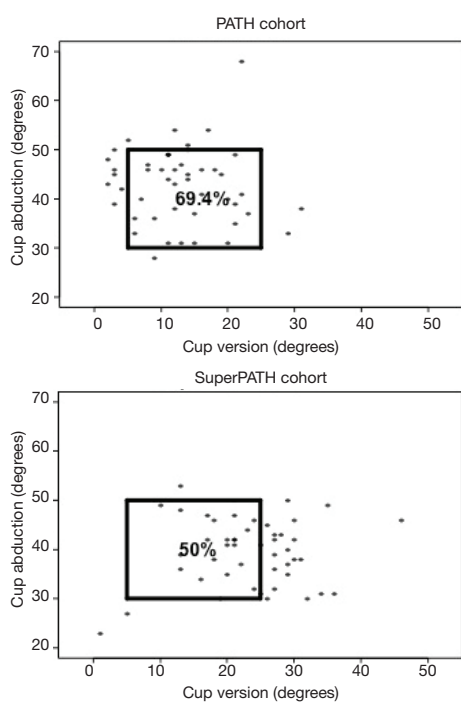 PATH cohort
70
60
50
40
30
20
69.4%
Cup abduction (degrees)
0 10 20 30 40 50
Cup version (degrees)
SuperPATH cohort
70
60
50
40
30
20
50%
Cup abduction (degrees)
0 10 20 30 40 50
Cup version (degrees)